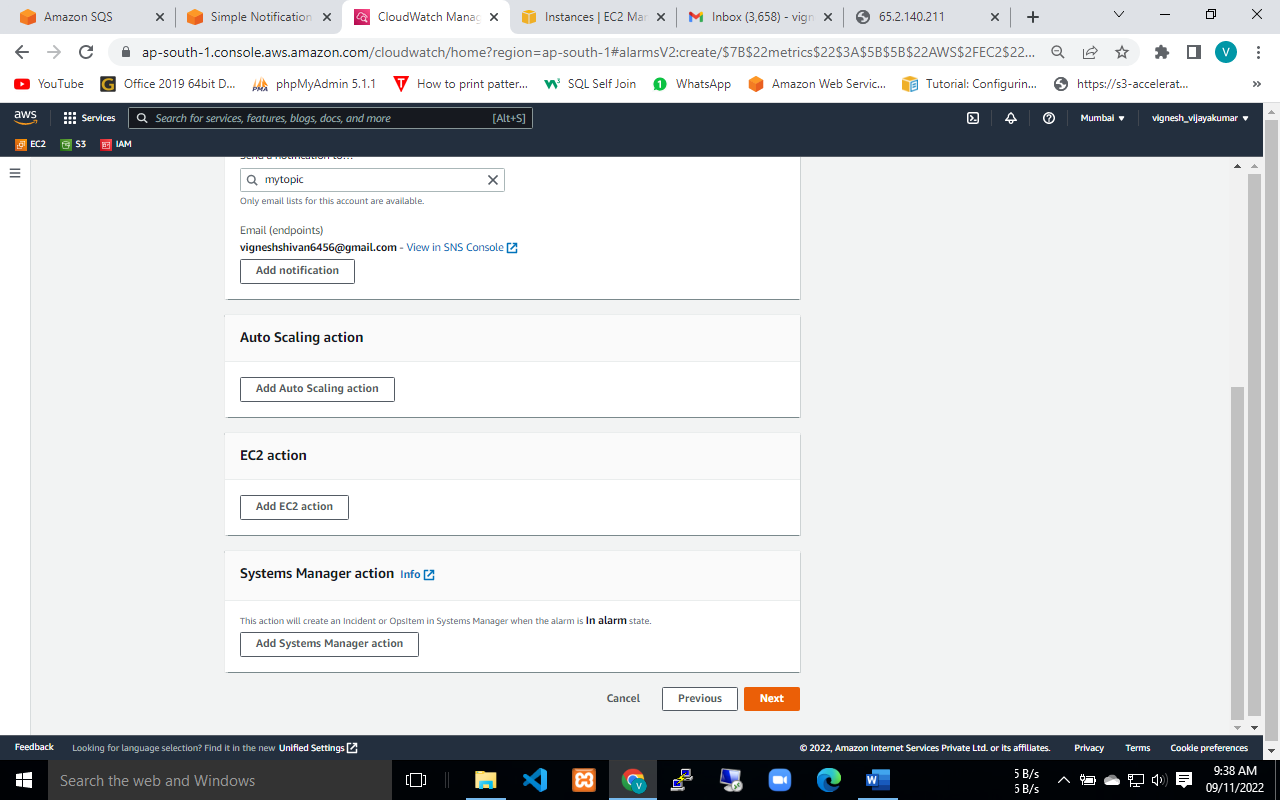 Amazon SQS
Simple Notification
CloudWatch Manag
Instances | EC2 Man
Inbox (3,658) - vign
65.2.140.211
ap-south-1.console.aws.amazon.com/cloudwatch/home?region=ap-south-1#alarmsV2:create/$7B$22metrics$22$3A$5B$5B$22AWS$2FEC2$22...
V
YouTube
Office 2019 64bit D...
phpMyAdmin 5.1.1
How to print patter...
SQL Self Join
WhatsApp
Amazon Web Servic...
Tutorial: Configurin...
https://s3-accelerat...
»
aws
Services
Search for services, features, blogs, docs, and more
[Alt+S]
Mumbai
vignesh_vijayakumar
EC2
S3
IAM
Send a notification to…
mytopic
Only email lists for this account are available.
Email (endpoints)
vigneshshivan6456@gmail.com - View in SNS Console
Add notification
Auto Scaling action
Add Auto Scaling action
EC2 action
Add EC2 action
Systems Manager action Info
This action will create an Incident or OpsItem in Systems Manager when the alarm is In alarm state.
Add Systems Manager action
Cancel
Previous
Next
Feedback
Looking for language selection? Find it in the new Unified Settings
© 2022, Amazon Internet Services Private Ltd. or its affiliates.
Privacy
Terms
Cookie preferences
Search the web and Windows
5 B/s
5 B/s
9:38 AM
09/11/2022